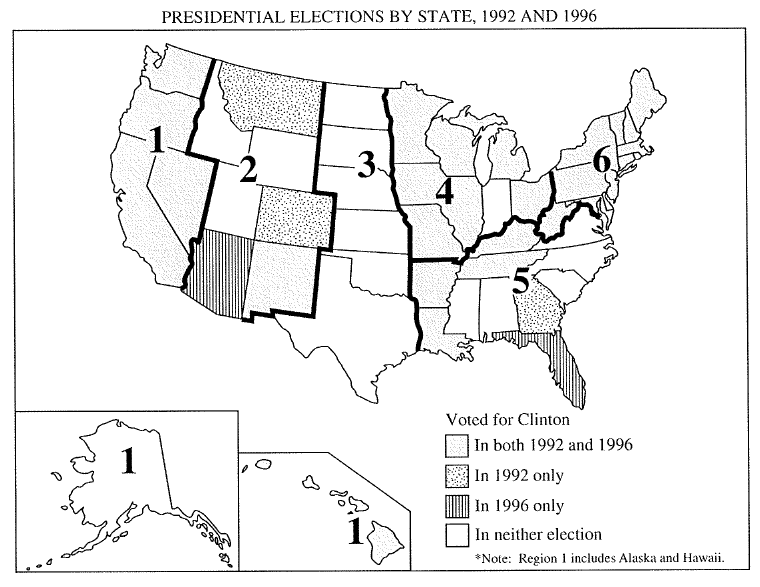 PRESIDENTIAL ELECTIONS BY STATE, 1992 AND 1996
1
2
3
4
6
5
Voted for Clinton
In both 1992 and 1996
In 1992 only
In 1996 only
In neither election
*Note: Region 1 includes Alaska and Hawaii.
1
1